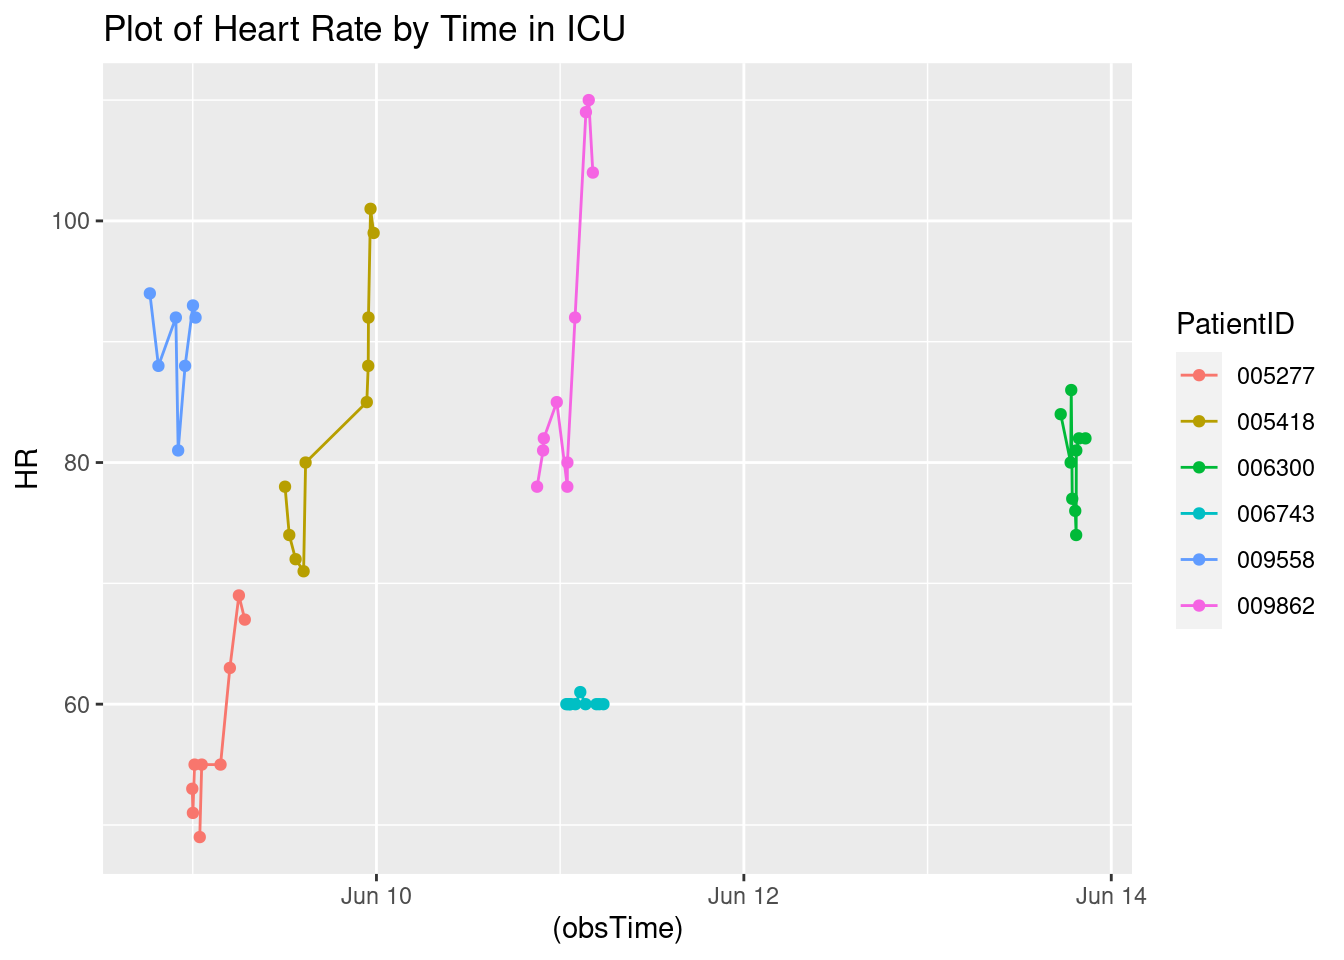 Plot of Heart Rate by Time in ICU
HR
100
80
60
Jun 10
Jun 12
Jun 14
(obsTime)
PatientID
005277
005418
006300
006743
009558
009862